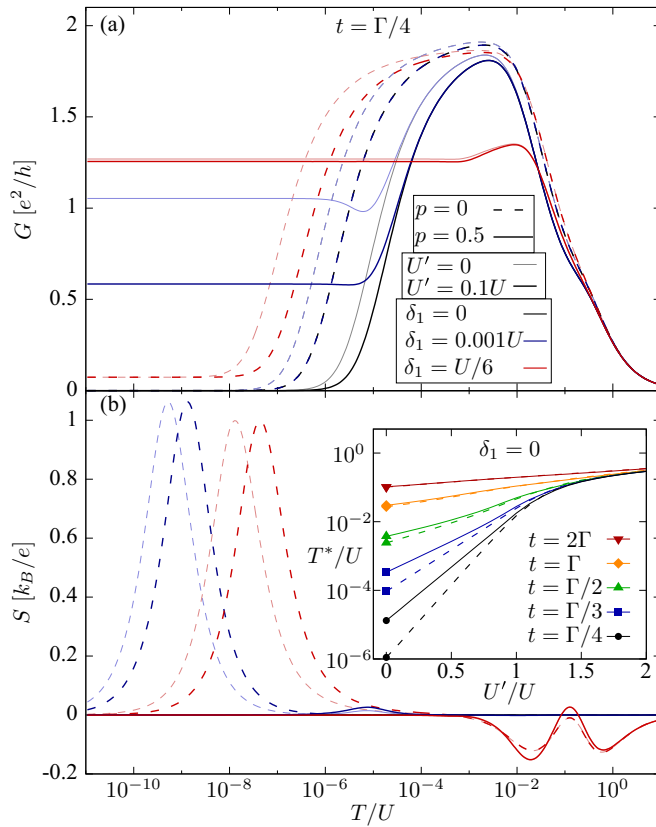 (a)
t = Γ/4
2
1.5
1
0.5
0
G [e²/h]
p = 0
p = 0.5
U′ = 0
U′ = 0.1U
δ₁ = 0
δ₁ = 0.001U
δ₁ = U/6
(b)
1
0.8
0.6
0.4
0.2
0
-0.2
S [k_B/e]
δ₁ = 0
10⁰
10⁻²
T*/U
10⁻⁴
10⁻⁶
t = 2Γ
t = Γ
t = Γ/2
t = Γ/3
t = Γ/4
0 0.5 1.0 1.5 2
U′/U
10⁻¹⁰ 10⁻⁸ 10⁻⁶ 10⁻⁴ 10⁻² 10⁰
T/U